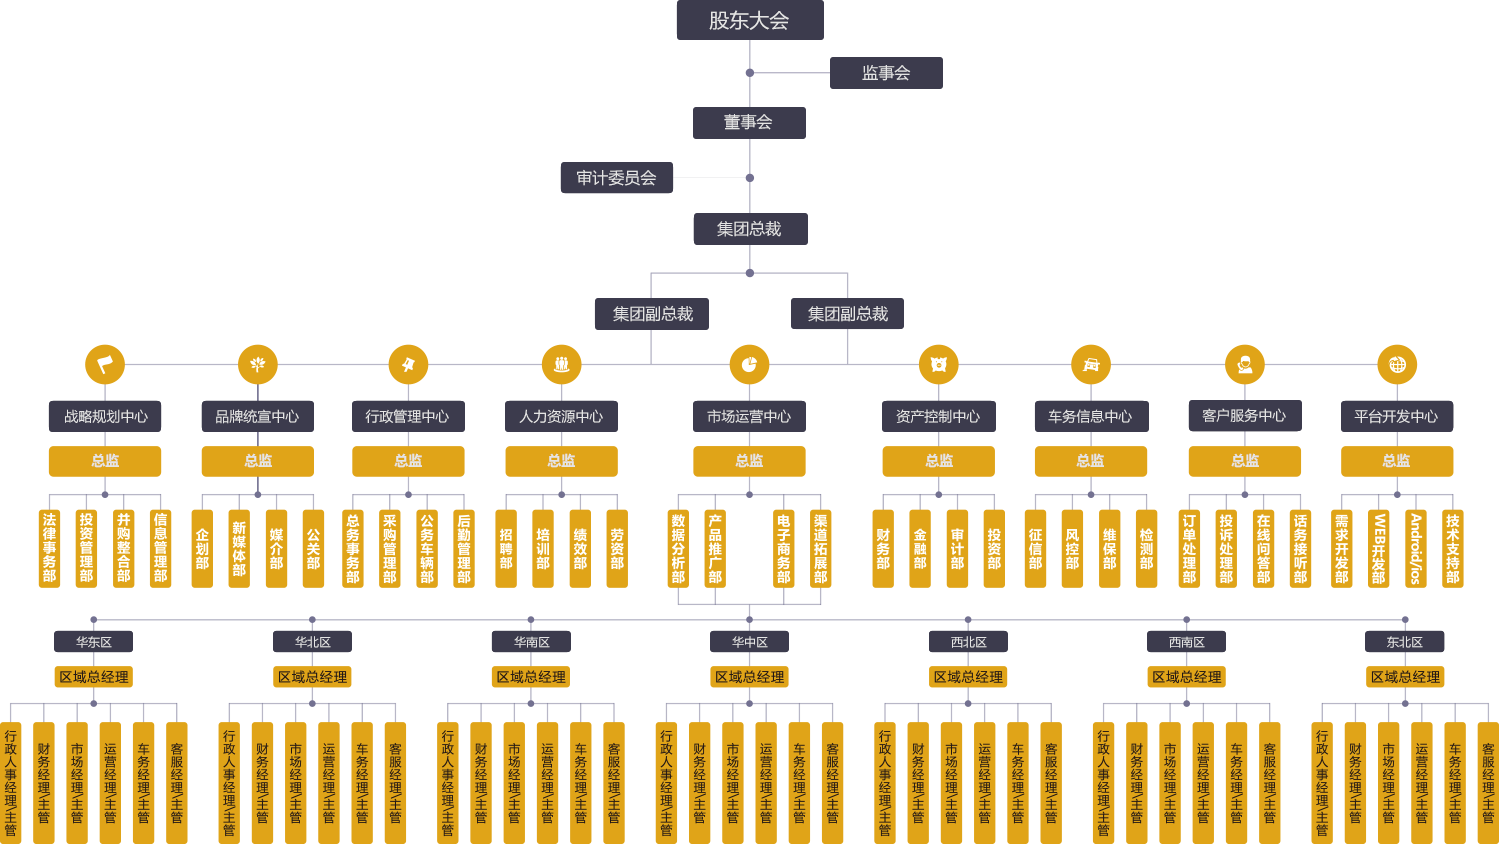 股东大会
监事会
董事会
审计委员会
集团总裁
集团副总裁
集团副总裁
战略规划中心
品牌统宣中心
行政管理中心
人力资源中心
市场运营中心
资产控制中心
车务信息中心
客户服务中心
平台开发中心
总监
总监
总监
总监
总监
总监
总监
总监
总监
法律事务部
投资管理部
并购整合部
信息管理部
企划部
新媒体部
媒介部
公关部
总务事务部
采购管理部
公务车辆部
后勤管理部
招聘部
培训部
绩效部
劳资部
数据分析部
产品推广部
电子商务部
渠道拓展部
财务部
金融部
审计部
投资部
征信部
风控部
维保部
检测部
订单处理部
投诉处理部
在线问答部
话务接听部
需求开发部
WEB开发部
Android/ios
技术支持部
华东区
华北区
华南区
华中区
西北区
西南区
东北区
区域总经理
区域总经理
区域总经理
区域总经理
区域总经理
区域总经理
区域总经理
行政人事经理/主管
财务经理/主管
市场经理/主管
运营经理/主管
车务经理/主管
客服经理/主管
行政人事经理/主管
财务经理/主管
市场经理/主管
运营经理/主管
车务经理/主管
客服经理/主管
行政人事经理/主管
财务经理/主管
市场经理/主管
运营经理/主管
车务经理/主管
客服经理/主管
行政人事经理/主管
财务经理/主管
市场经理/主管
运营经理/主管
车务经理/主管
客服经理/主管
行政人事经理/主管
财务经理/主管
市场经理/主管
运营经理/主管
车务经理/主管
客服经理/主管
行政人事经理/主管
财务经理/主管
市场经理/主管
运营经理/主管
车务经理/主管
客服经理/主管
行政人事经理/主管
财务经理/主管
市场经理/主管
运营经理/主管
车务经理/主管
客服经理/主管